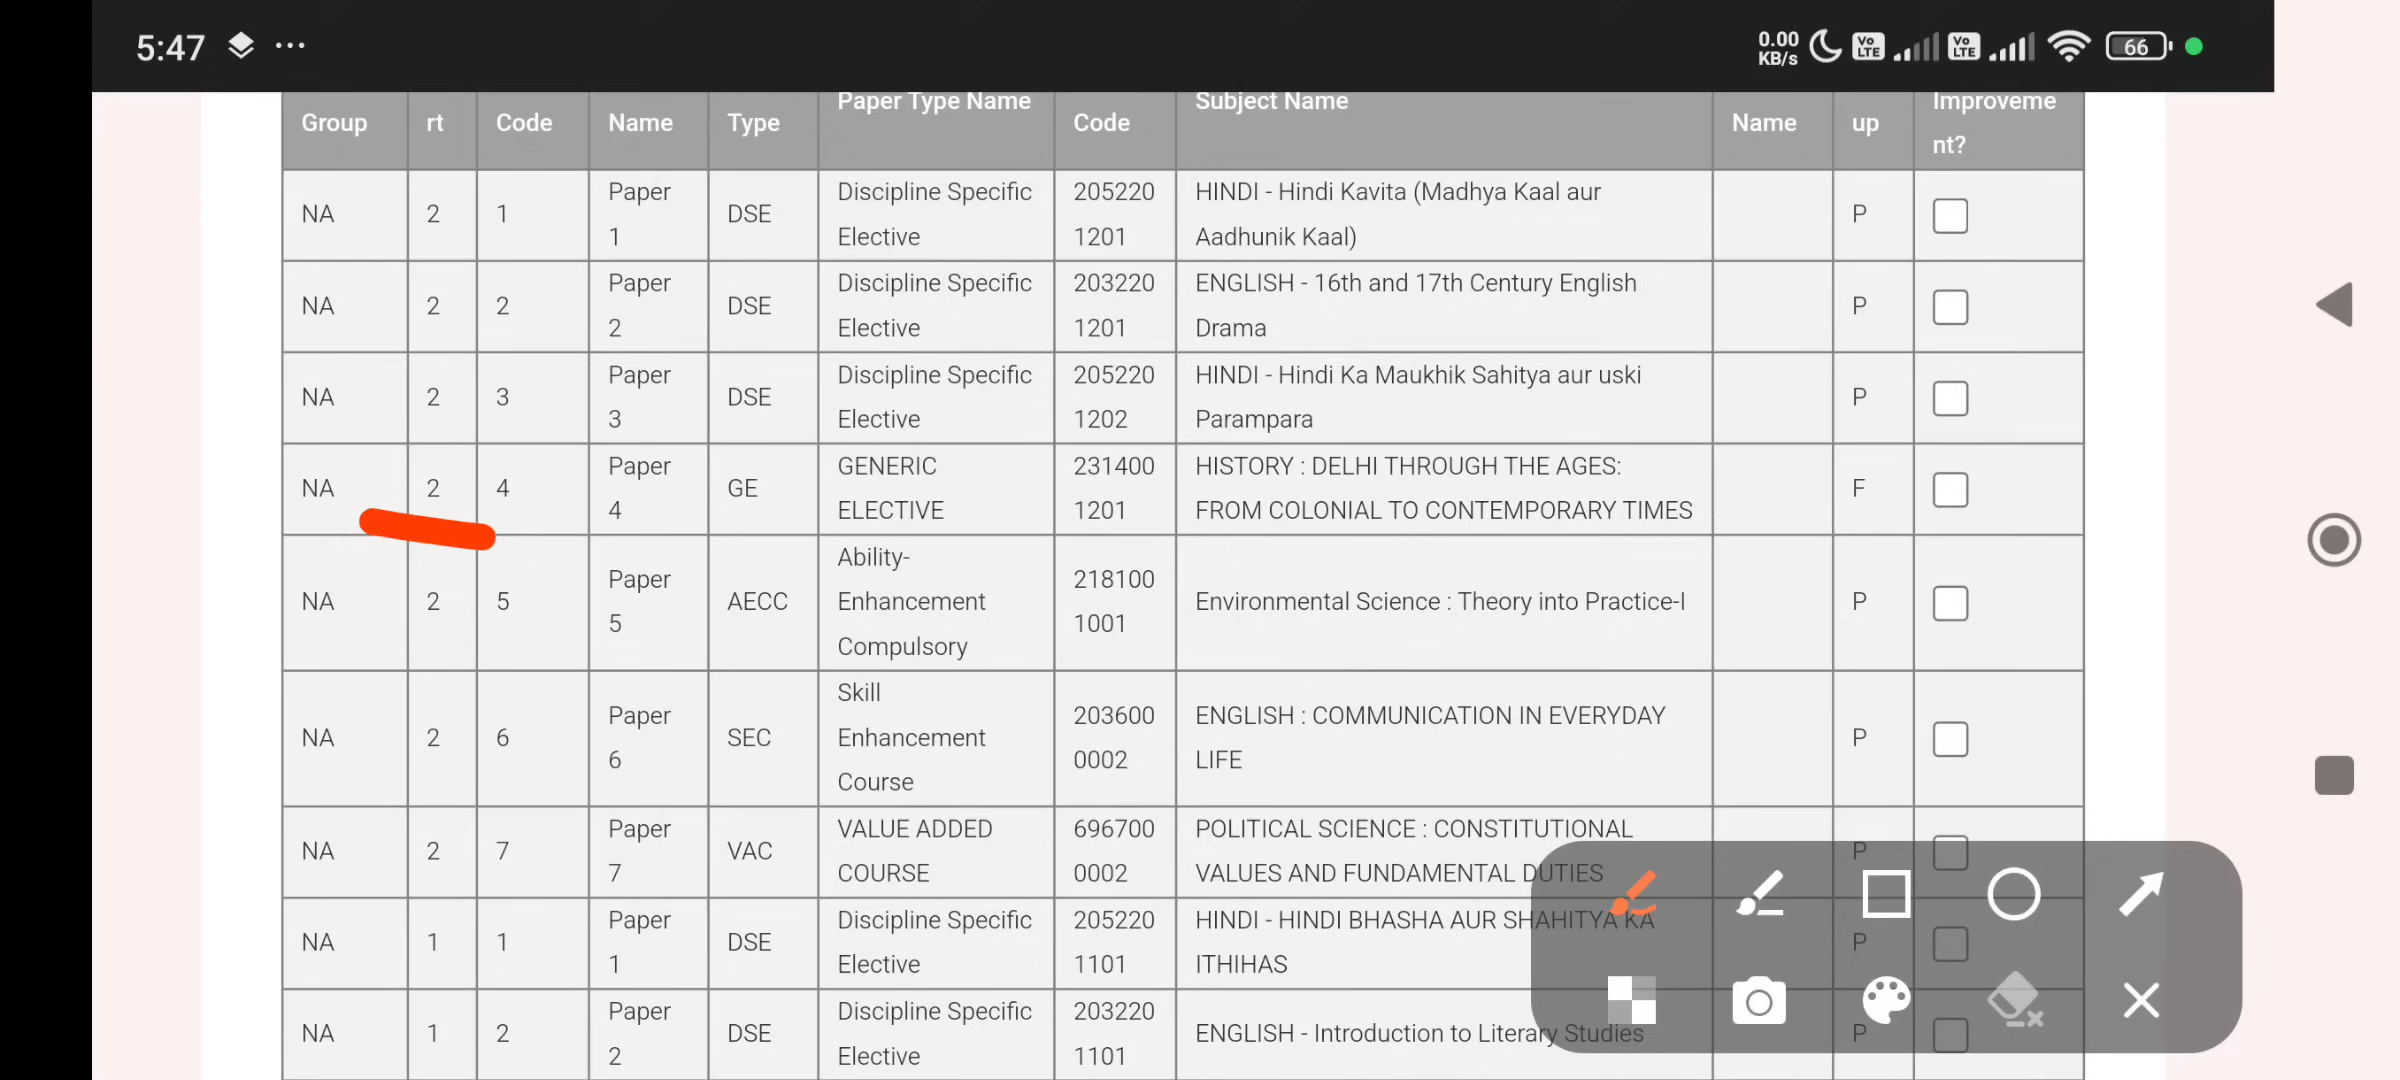 5:47 ... 0.00 KB/s Vo LTE Vo LTE 66
Group rt Code Name Type Paper Type Name Code Subject Name Name up Improveme
nt?
NA 2 1 Paper 1 DSE Discipline Specific Elective 205220 1201 HINDI - Hindi Kavita (Madhya Kaal aur Aadhunik Kaal) P
NA 2 2 Paper 2 DSE Discipline Specific Elective 203220 1201 ENGLISH - 16th and 17th Century English Drama P
NA 2 3 Paper 3 DSE Discipline Specific Elective 205220 1202 HINDI - Hindi Ka Maukhik Sahitya aur uski Parampara P
NA 2 4 Paper 4 GE GENERIC ELECTIVE 231400 1201 HISTORY : DELHI THROUGH THE AGES: FROM COLONIAL TO CONTEMPORARY TIMES F
NA 2 5 Paper 5 AECC Ability-Enhancement Compulsory 218100 1001 Environmental Science : Theory into Practice-I P
NA 2 6 Paper 6 SEC Skill Enhancement Course 203600 0002 ENGLISH : COMMUNICATION IN EVERYDAY LIFE P
NA 2 7 Paper 7 VAC VALUE ADDED COURSE 696700 0002 POLITICAL SCIENCE : CONSTITUTIONAL VALUES AND FUNDAMENTAL DUTIES P
NA 1 1 Paper 1 DSE Discipline Specific Elective 205220 1101 HINDI - HINDI BHASHA AUR SHAHITYA KA ITHIHAS P
NA 1 2 Paper 2 DSE Discipline Specific Elective 203220 1101 ENGLISH - Introduction to Literary Studies P